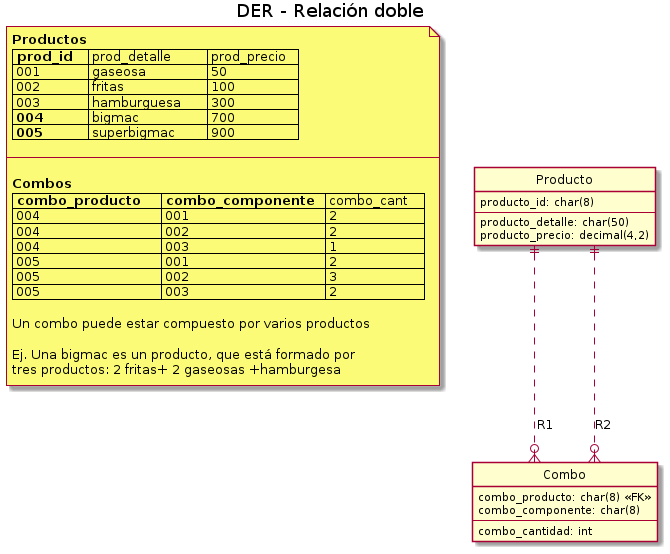 DER - Relación doble
Productos
prod_id prod_detalle prod_precio
001 gaseosa 50
002 fritas 100
003 hamburguesa 300
004 bigmac 700
005 superbigmac 900
Combos
combo_producto combo_componente combo_cant
004 001 2
004 002 2
004 003 1
005 001 2
005 002 3
005 003 2
Un combo puede estar compuesto por varios productos
Ej. Una bigmac es un producto, que está formado por
tres productos: 2 fritas+ 2 gaseosas +hamburgesa
Producto
producto_id: char(8)
producto_detalle: char(50)
producto_precio: decimal(4,2)
R1 R2
Combo
combo_producto: char(8) «FK»
combo_componente: char(8)
combo_cantidad: int